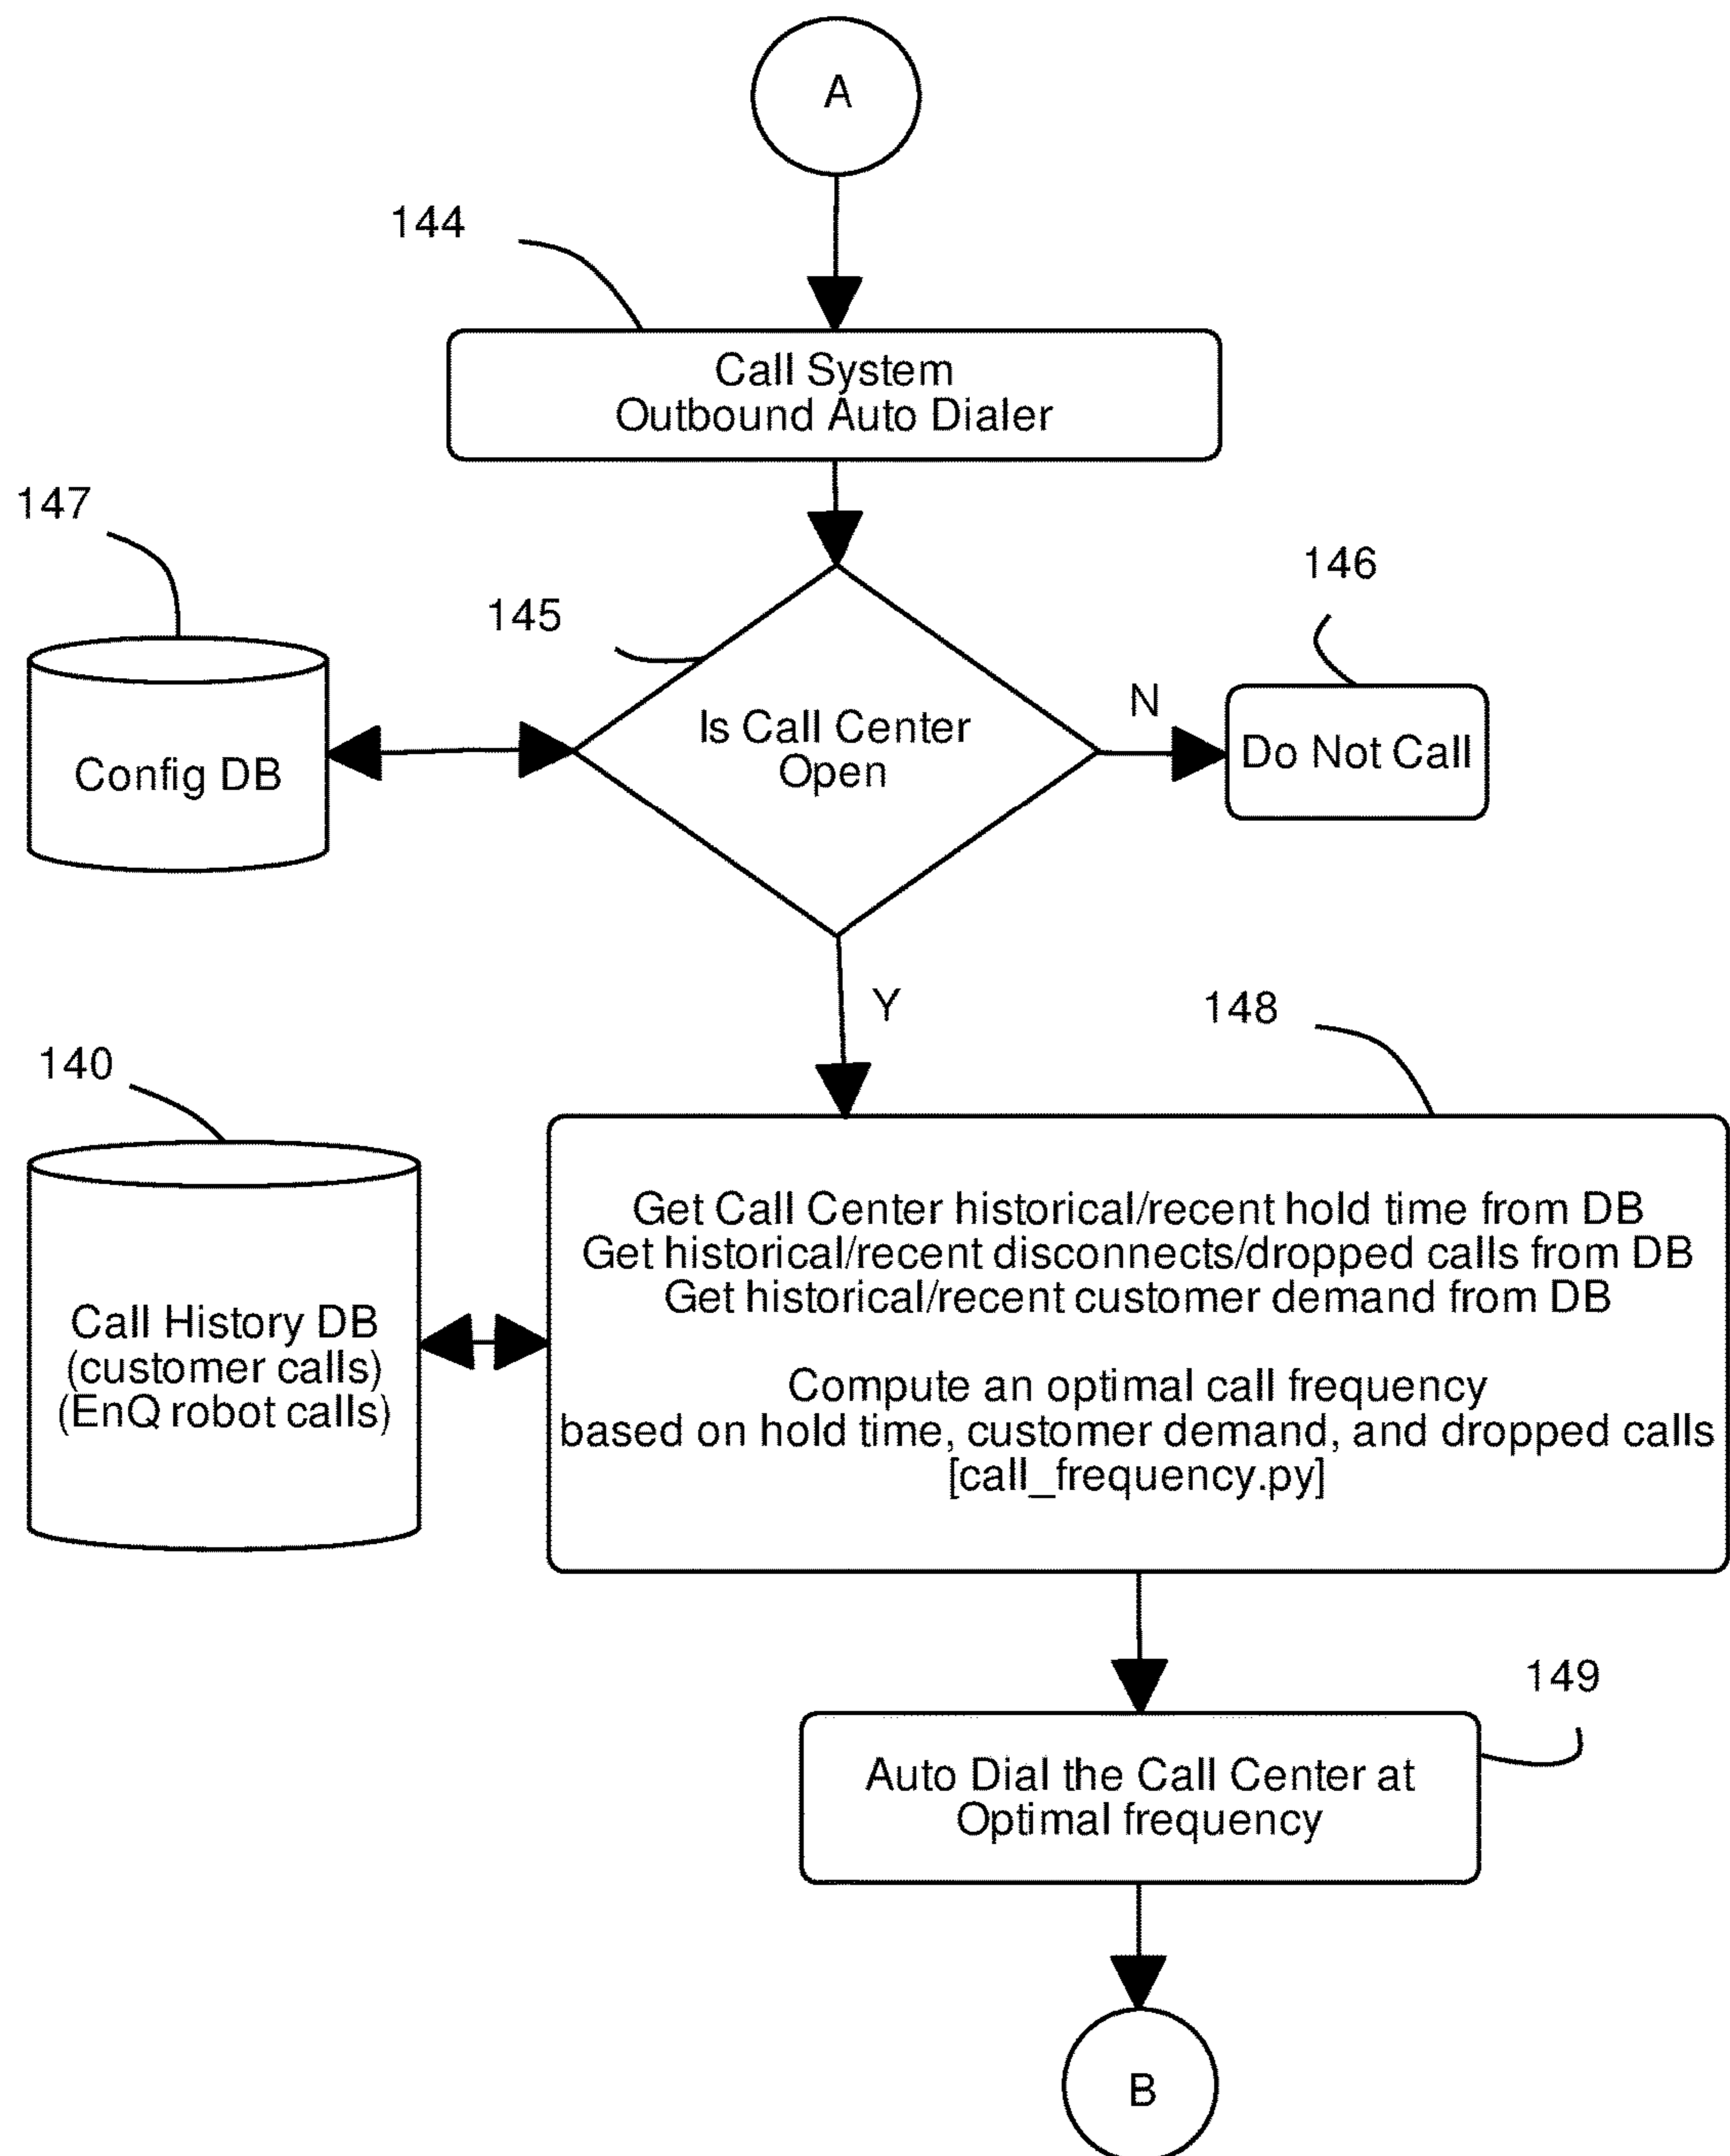 A
144
Call System
Outbound Auto Dialer
147
145
146
Is Call Center
Open
N
Do Not Call
Config DB
Y
148
140
Get Call Center historical/recent hold time from DB
Get historical/recent disconnects/dropped calls from DB
Get historical/recent customer demand from DB
Compute an optimal call frequency
based on hold time, customer demand, and dropped calls
[call_frequency.py]
Call History DB
(customer calls)
(EnQ robot calls)
149
Auto Dial the Call Center at
Optimal frequency
B